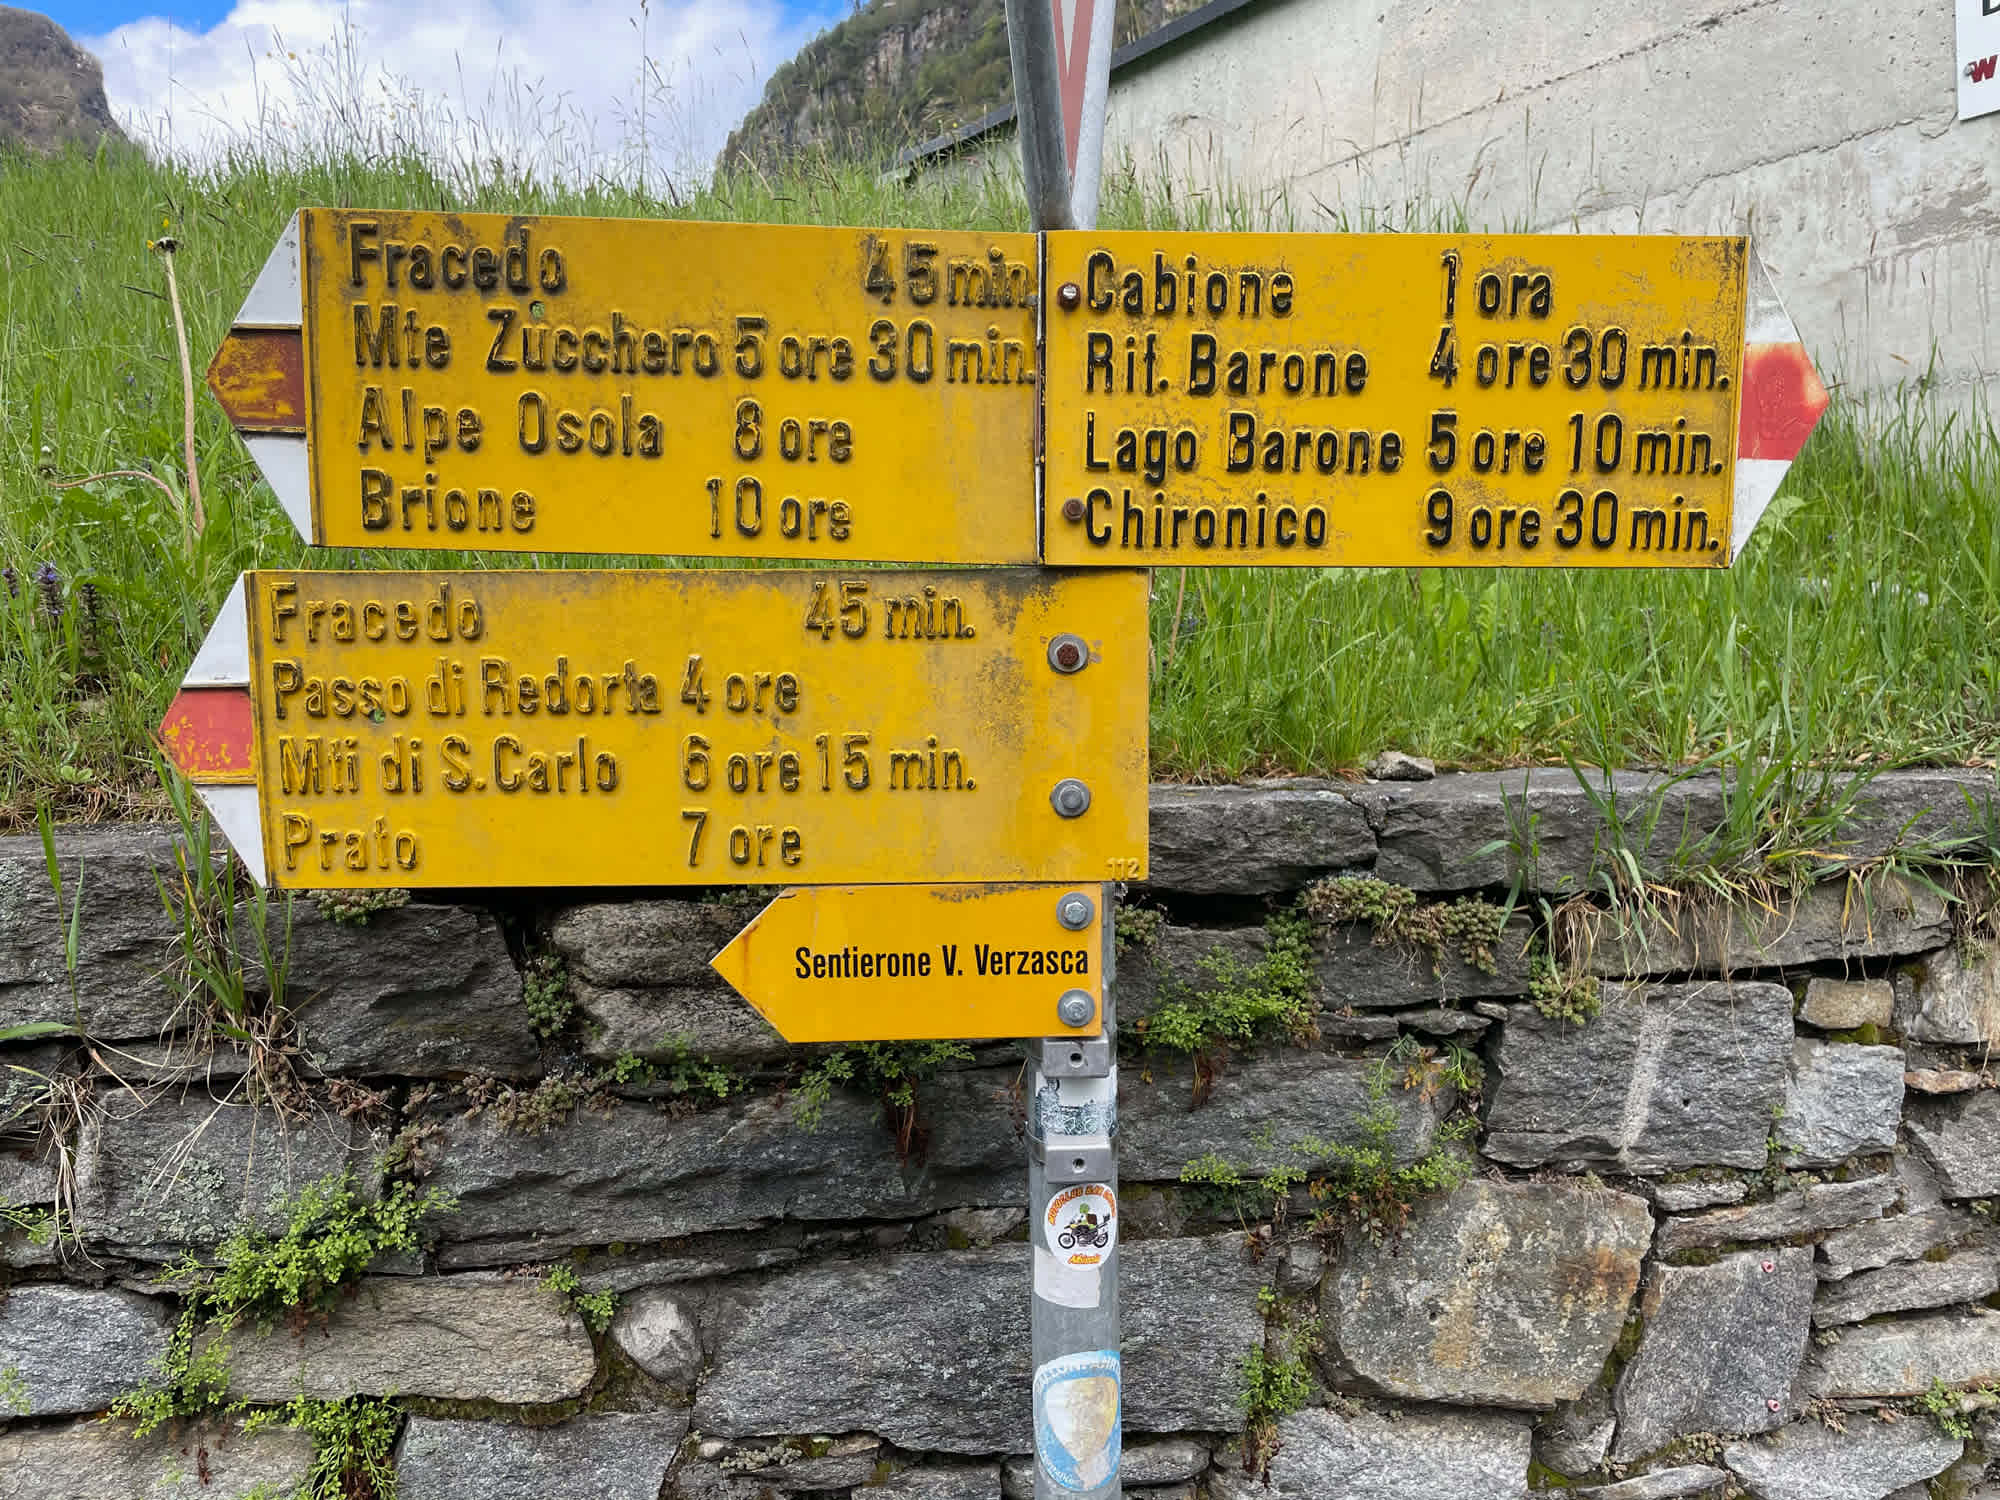 Fracedo 45 min.
Mte Zucchero 5 ore 30 min.
Alpe Osola 8 ore
Brione 10 ore
Cabione 1 ora
Rif. Barone 4 ore 30 min.
Lago Barone 5 ore 10 min.
Chironico 9 ore 30 min.
Fracedo 45 min.
Passo di Redorta 4 ore
Mti di S. Carlo 6 ore 15 min.
Prato 7 ore
112
Sentierone V. Verzasca